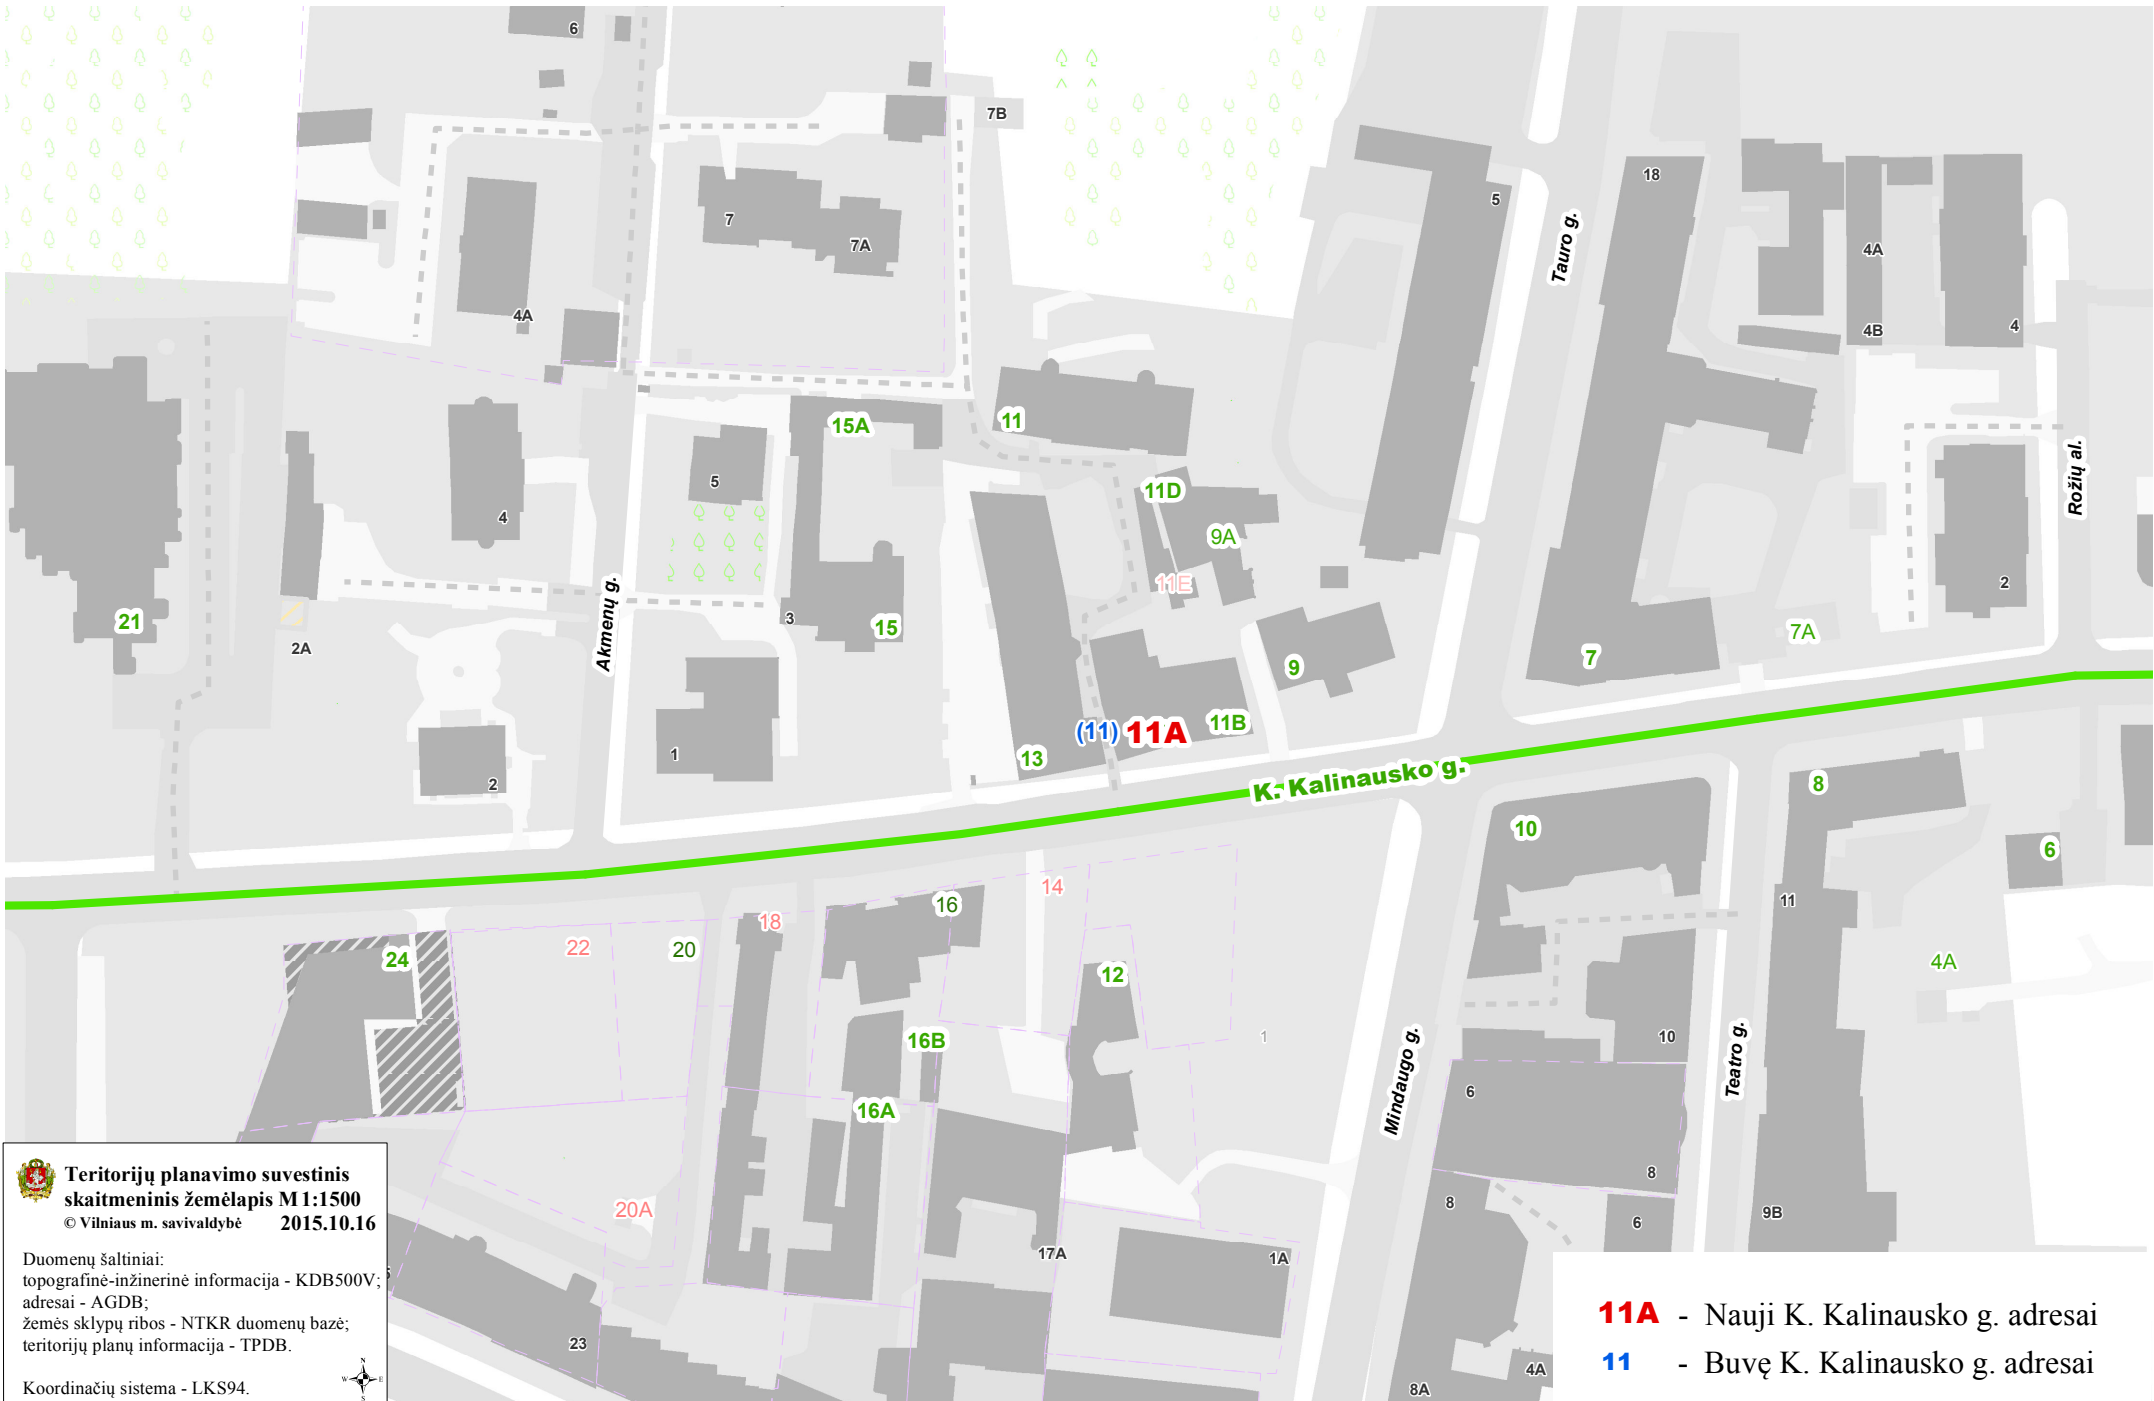 6
7B
7
7A
4A
5
18
4A
4B
4
Tauro g.
15A
11
5
4
11D
9A
11E
Akmenų g.
3
15
21
2A
9
7
7A
2
Rožių al.
1
2
13
(11) 11A
11B
K. Kalinausko g.
10
8
6
11
4A
14
16
18
20
22
24
12
16B
16A
1
10
6
8
8
6
9B
Mindaugo g.
Teatro g.
20A
17A
1A
23
8A
4A
Teritorijų planavimo suvestinis
skaitmeninis žemėlapis M 1:1500
© Vilniaus m. savivaldybė 2015.10.16
Duomenų šaltiniai:
topografinė-inžinerinė informacija - KDB500V;
adresai - AGDB;
žemės sklypų ribos - NTKR duomenų bazė;
teritorijų planų informacija - TPDB.
Koordinačių sistema - LKS94.
N
W E
S
11A - Nauji K. Kalinausko g. adresai
11 - Buvę K. Kalinausko g. adresai